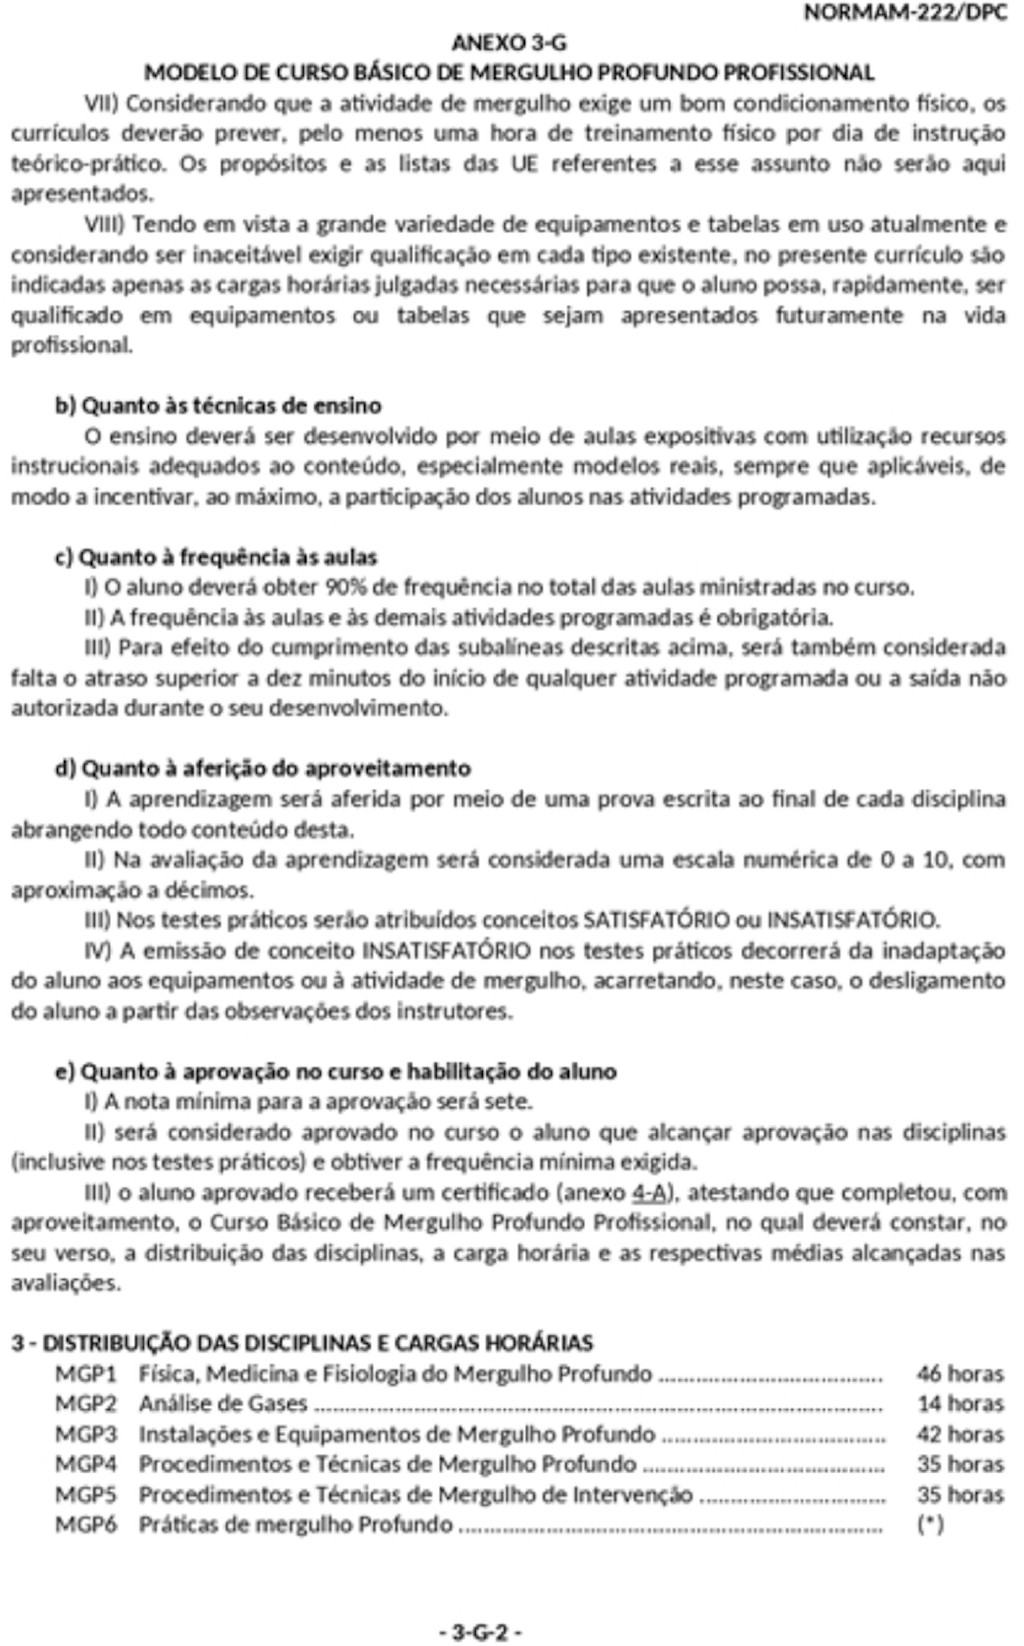 NORMAM-222/DPC
ANEXO 3-G
MODELO DE CURSO BÁSICO DE MERGULHO PROFUNDO PROFISSIONAL
VII) Considerando que a atividade de mergulho exige um bom condicionamento físico, os
currículos deverão prever, pelo menos uma hora de treinamento físico por dia de instrução
teórico-prático. Os propósitos e as listas das UE referentes a esse assunto não serão aqui
apresentados.
VIII) Tendo em vista a grande variedade de equipamentos e tabelas em uso atualmente e
considerando ser inaceitável exigir qualificação em cada tipo existente, no presente currículo são
indicadas apenas as cargas horárias julgadas necessárias para que o aluno possa, rapidamente, ser
qualificado em equipamentos ou tabelas que sejam apresentados futuramente na vida
profissional.
b) Quanto às técnicas de ensino
O ensino deverá ser desenvolvido por meio de aulas expositivas com utilização recursos
instrucionais adequados ao conteúdo, especialmente modelos reais, sempre que aplicáveis, de
modo a incentivar, ao máximo, a participação dos alunos nas atividades programadas.
c) Quanto à frequência às aulas
I) O aluno deverá obter 90% de frequência no total das aulas ministradas no curso.
II) A frequência às aulas e às demais atividades programadas é obrigatória.
III) Para efeito do cumprimento das subalíneas descritas acima, será também considerada
falta o atraso superior a dez minutos do início de qualquer atividade programada ou a saída não
autorizada durante o seu desenvolvimento.
d) Quanto à aferição do aproveitamento
I) A aprendizagem será aferida por meio de uma prova escrita ao final de cada disciplina
abrangendo todo conteúdo desta.
II) Na avaliação da aprendizagem será considerada uma escala numérica de 0 a 10, com
aproximação a décimos.
III) Nos testes práticos serão atribuídos conceitos SATISFATÓRIO ou INSATISFATÓRIO.
IV) A emissão de conceito INSATISFATÓRIO nos testes práticos decorrerá da inadaptação
do aluno aos equipamentos ou à atividade de mergulho, acarretando, neste caso, o desligamento
do aluno a partir das observações dos instrutores.
e) Quanto à aprovação no curso e habilitação do aluno
I) A nota mínima para a aprovação será sete.
II) será considerado aprovado no curso o aluno que alcançar aprovação nas disciplinas
(inclusive nos testes práticos) e obtiver a frequência mínima exigida.
III) o aluno aprovado receberá um certificado (anexo 4-A), atestando que completou, com
aproveitamento, o Curso Básico de Mergulho Profundo Profissional, no qual deverá constar, no
seu verso, a distribuição das disciplinas, a carga horária e as respectivas médias alcançadas nas
avaliações.
3 - DISTRIBUIÇÃO DAS DISCIPLINAS E CARGAS HORÁRIAS
MGP1 Física, Medicina e Fisiologia do Mergulho Profundo .................................... 46 horas
MGP2 Análise de Gases ........................................................................................... 14 horas
MGP3 Instalações e Equipamentos de Mergulho Profundo .................................... 42 horas
MGP4 Procedimentos e Técnicas de Mergulho Profundo ....................................... 35 horas
MGP5 Procedimentos e Técnicas de Mergulho de Intervenção .............................. 35 horas
MGP6 Práticas de mergulho Profundo .................................................................... (*)
- 3-G-2 -